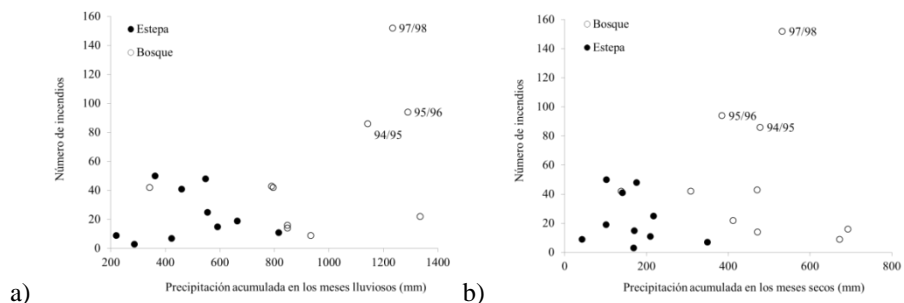 160
140
120
100
80
60
40
20
0
Número de incendios
● Estepa
○ Bosque
97/98
95/96
94/95
200 400 600 800 1000 1200 1400
Precipitación acumulada en los meses lluviosos (mm)
a)
160
140
120
100
80
60
40
20
0
Número de incendios
○ Bosque
● Estepa
97/98
95/96
94/95
0 200 400 600 800
Precipitación acumulada en los meses secos (mm)
b)